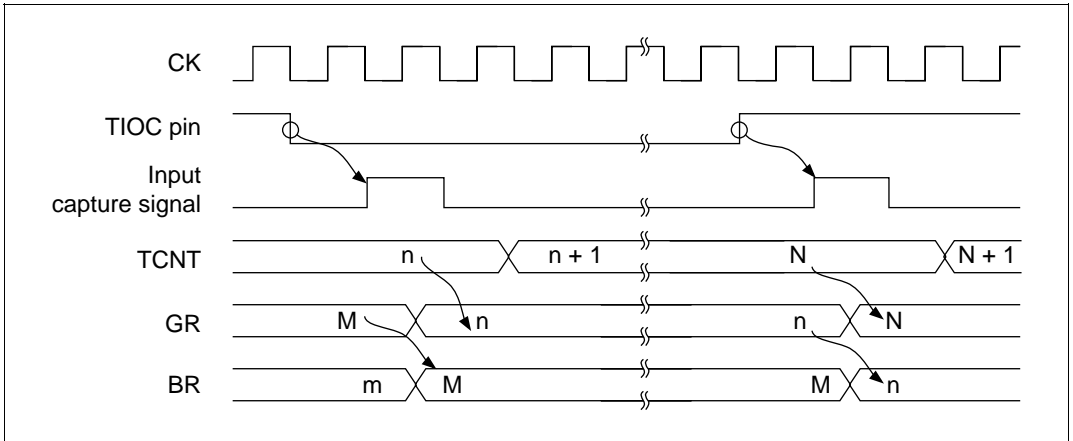 CK
TIOC pin
Input
capture signal
TCNT n n + 1 N N + 1
GR M n n N
BR m M M n